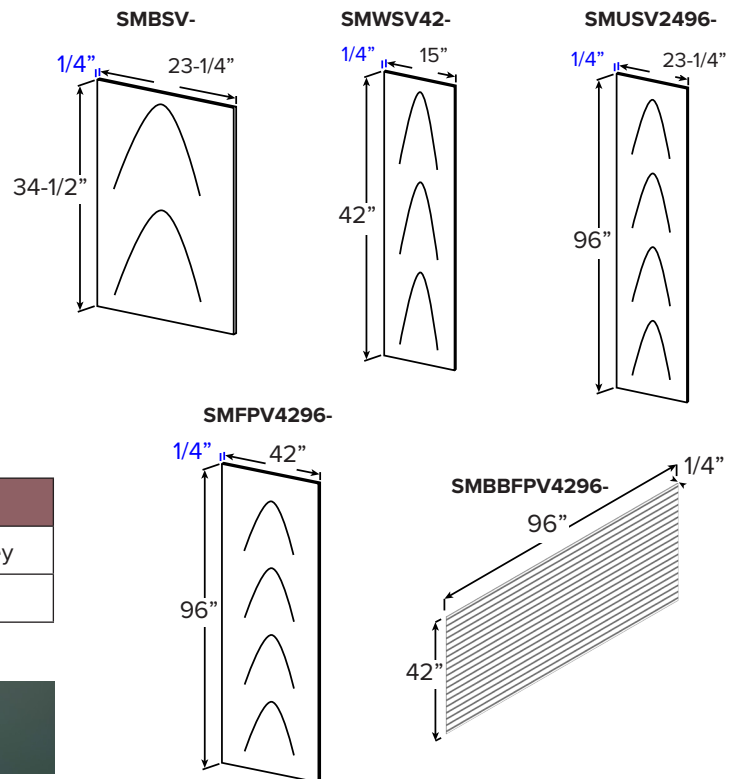 SMBSV-
1/4”
23-1/4”
34-1/2”
SMWSV42-
1/4”
15”
42”
SMUSV2496-
1/4”
23-1/4”
96”
SMFPV4296-
1/4”
42”
96”
SMBBFPV4296-
1/4”
96”
42”
y